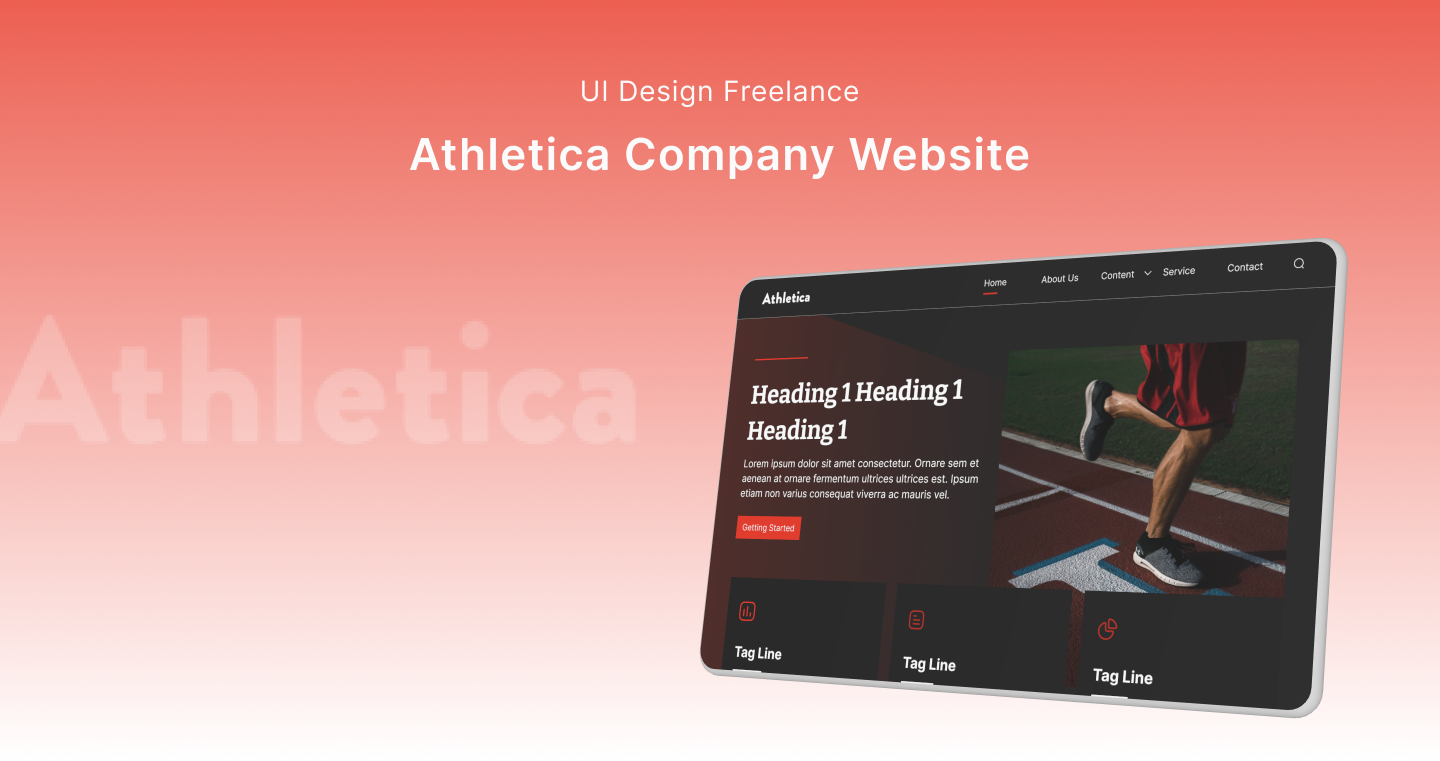 UI Design Freelance
Athletica Company Website
Athletica
Athletica
Home About Us Content Service Contact
Heading 1 Heading 1
Heading 1
Lorem ipsum dolor sit amet consectetur. Ornare sem et
aenean at ornare fermentum ultrices ultrices est. Ipsum
etiam non varius consequat viverra ac mauris vel.
Getting Started
Tag Line
Tag Line
Tag Line